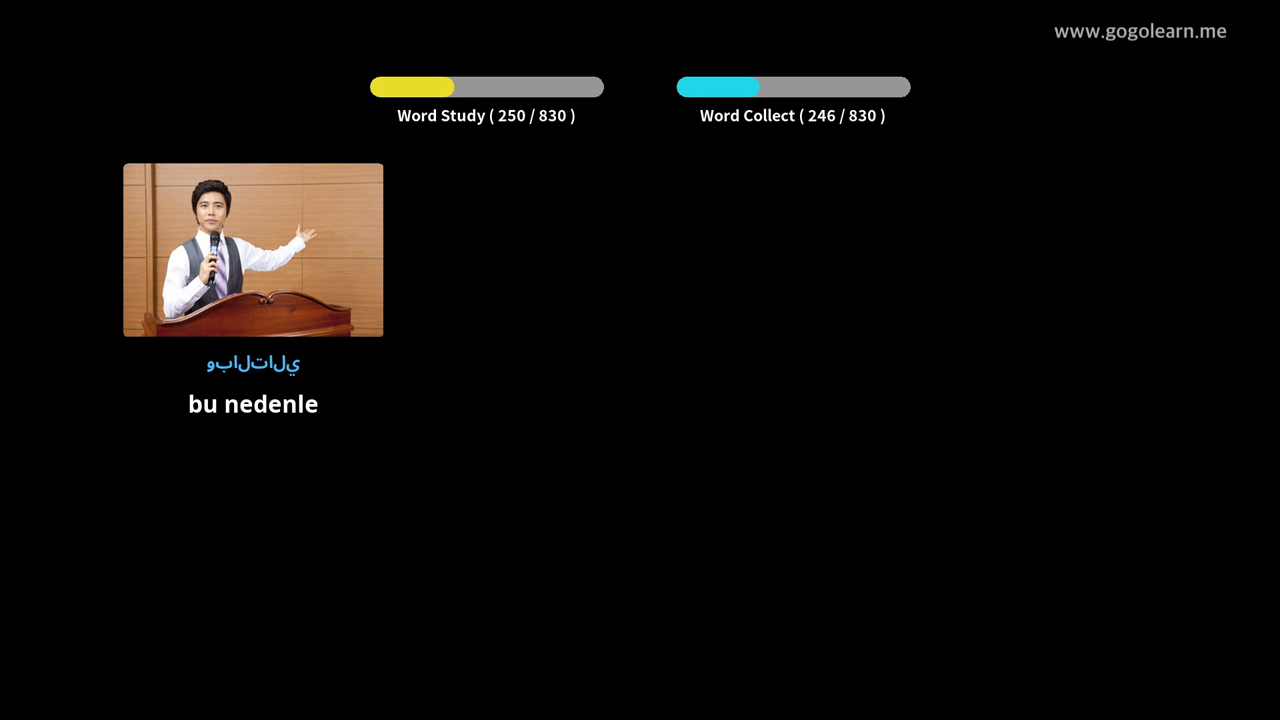 www.gogolearn.me
Word Study ( 250 / 830 )
Word Collect ( 246 / 830 )
وبالتالي
bu nedenle